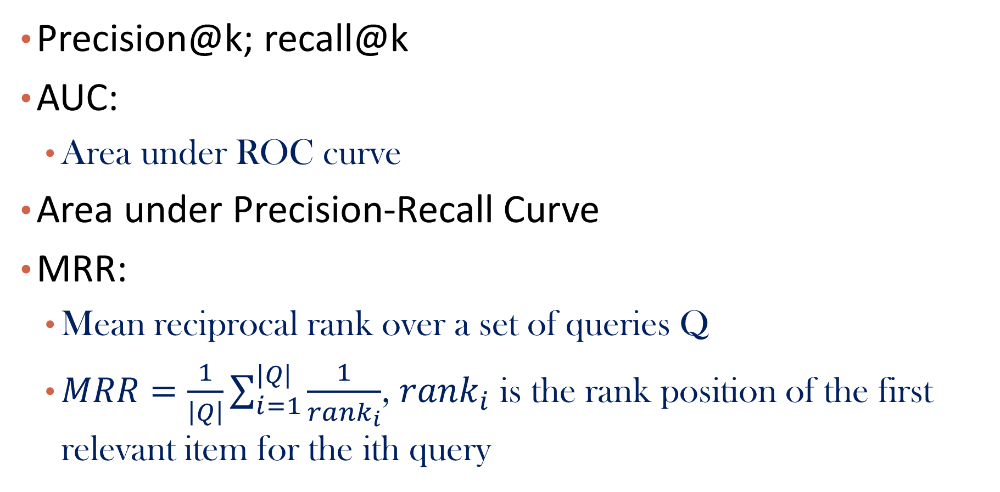 • Precision@k; recall@k
• AUC:
• Area under ROC curve
• Area under Precision-Recall Curve
• MRR:
• Mean reciprocal rank over a set of queries Q
• $MRR = \frac{1}{|Q|} \sum_{i=1}^{|Q|} \frac{1}{rank_i}$, $rank_i$ is the rank position of the first
relevant item for the ith query